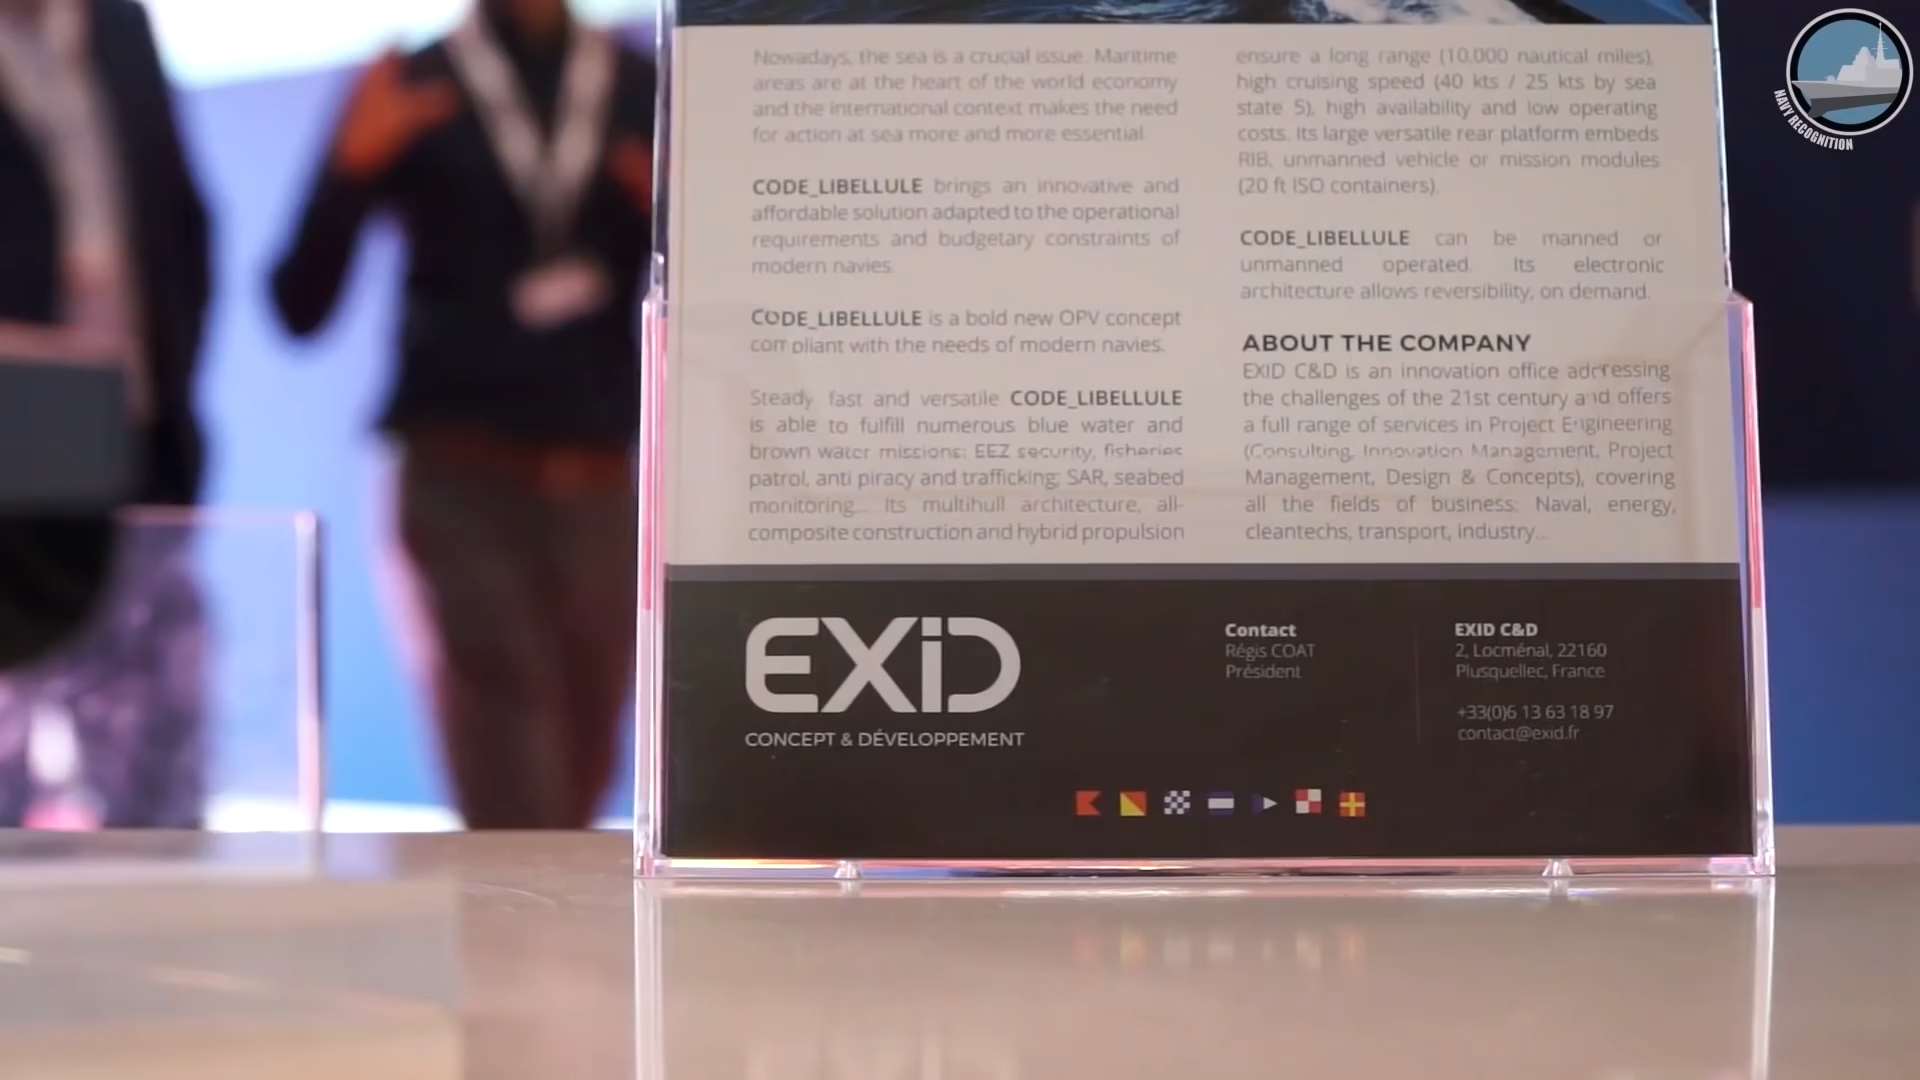 Nowadays, the sea is a crucial issue. Maritime
areas are at the heart of the world economy
and the international context makes the need
for action at sea more and more essential.
CODE_LIBELLULE brings an innovative and
affordable solution adapted to the operational
requirements and budgetary constraints of
modern navies.
CODE_LIBELLULE is a bold new OPV concept
compliant with the needs of modern navies.
Steady fast and versatile CODE_LIBELLULE
is able to fulfill numerous blue water and
brown water missions: EEZ security, fisheries
patrol, anti piracy and trafficking; SAR, seabed
monitoring... Its multihull architecture, all-
composite construction and hybrid propulsion
ensure a long range (10,000 nautical miles),
high cruising speed (40 kts / 25 kts by sea
state 5), high availability and low operating
costs. Its large versatile rear platform embeds
RIB, unmanned vehicle or mission modules
(20 ft ISO containers).
CODE_LIBELLULE can be manned or
unmanned operated. Its electronic
architecture allows reversibility, on demand.
ABOUT THE COMPANY
EXID C&D is an innovation office addressing
the challenges of the 21st century and offers
a full range of services in Project Engineering
(Consulting, Innovation Management, Project
Management, Design & Concepts), covering
all the fields of business: Naval, energy,
cleantechs, transport, industry...
EXiD
CONCEPT & DÉVELOPPEMENT
Contact
Régis COAT
Président
EXID C&D
2, Locménal, 22160
Plusquellec, France
+33(0)6 13 63 18 97
contact@exid.fr
NAVY RECOGNITION